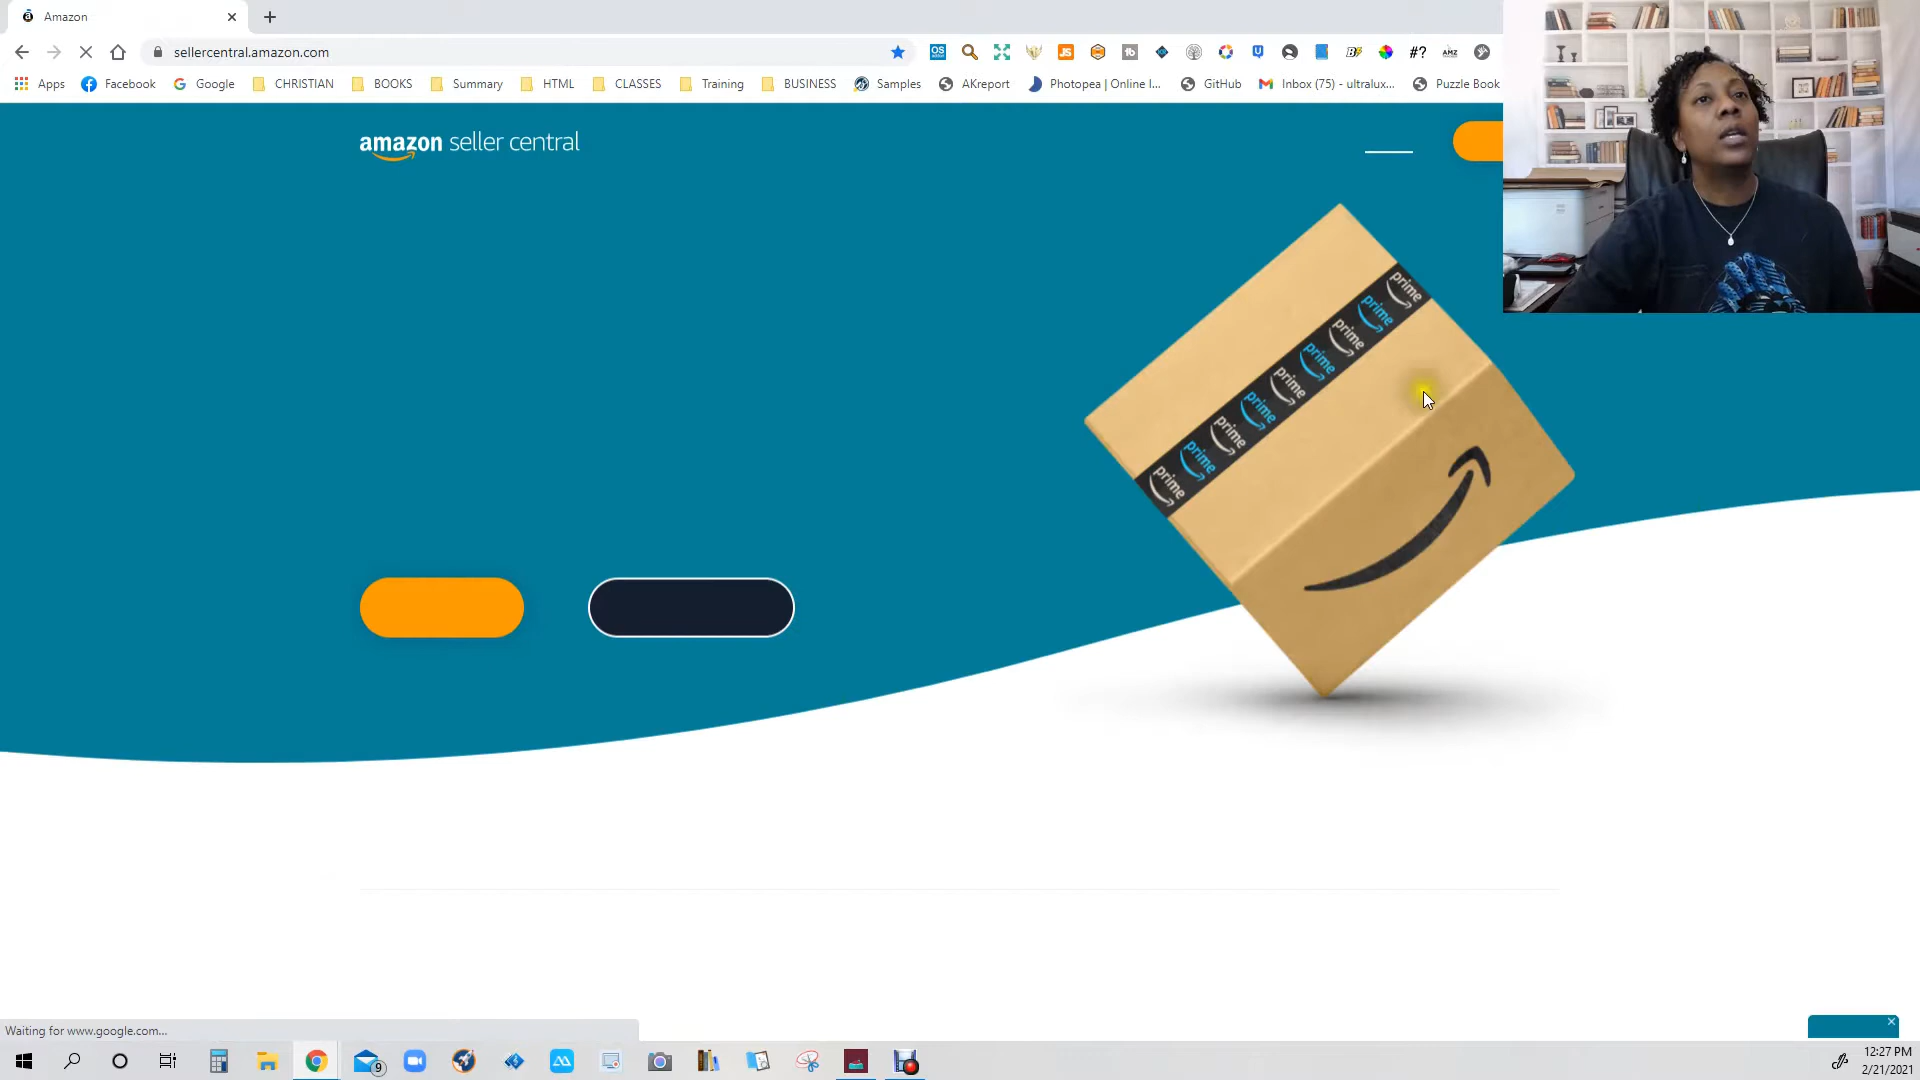 Amazon
sellercentral.amazon.com
Apps Facebook Google CHRISTIAN BOOKS Summary HTML CLASSES Training BUSINESS Samples AKreport Photopea | Online I... GitHub Inbox (75) - ultralux... Puzzle Book
amazon seller central
prime
prime
prime
prime
prime
prime
prime
prime
prime
Waiting for www.google.com...
9
12:27 PM
2/21/2021